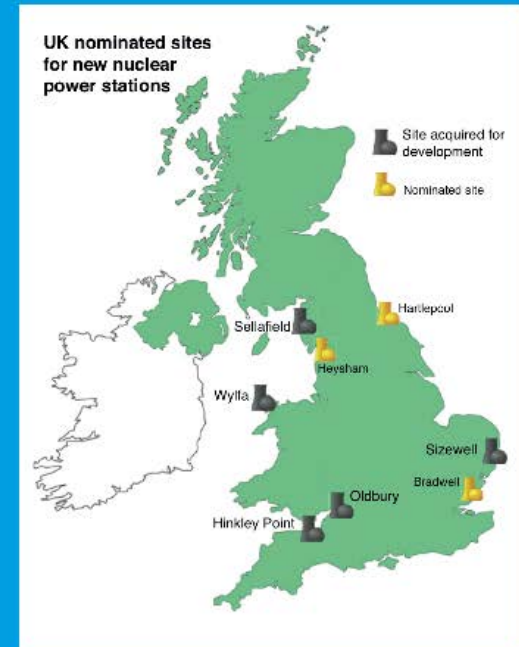 UK nominated sites
for new nuclear
power stations
Site acquired for
development
Nominated site
Hartlepool
Sellafield
Heysham
Wylfa
Sizewell
Bradwell
Oldbury
Hinkley Point